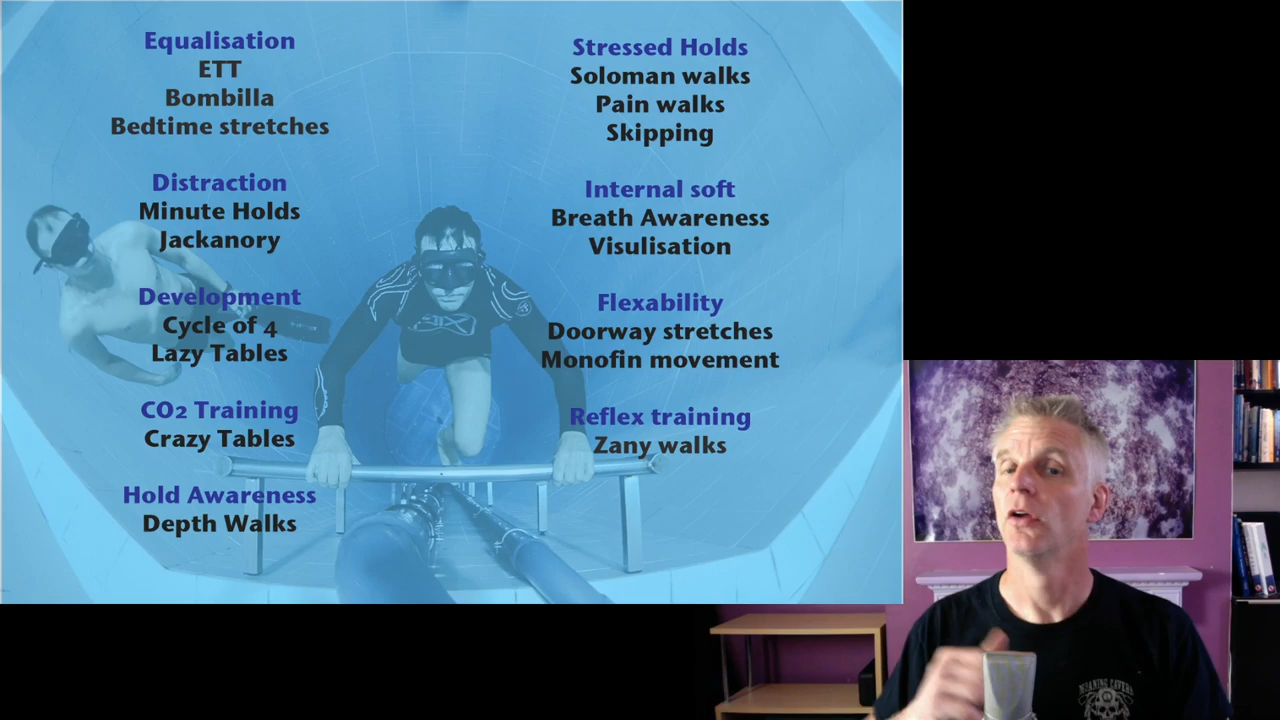 Equalisation
ETT
Bombilla
Bedtime stretches
Distraction
Minute Holds
Jackanory
Development
Cycle of 4
Lazy Tables
CO2 Training
Crazy Tables
Hold Awareness
Depth Walks
Stressed Holds
Soloman walks
Pain walks
Skipping
Internal soft
Breath Awareness
Visulisation
Flexability
Doorway stretches
Monofin movement
Reflex training
Zany walks
MOANING CAVERN